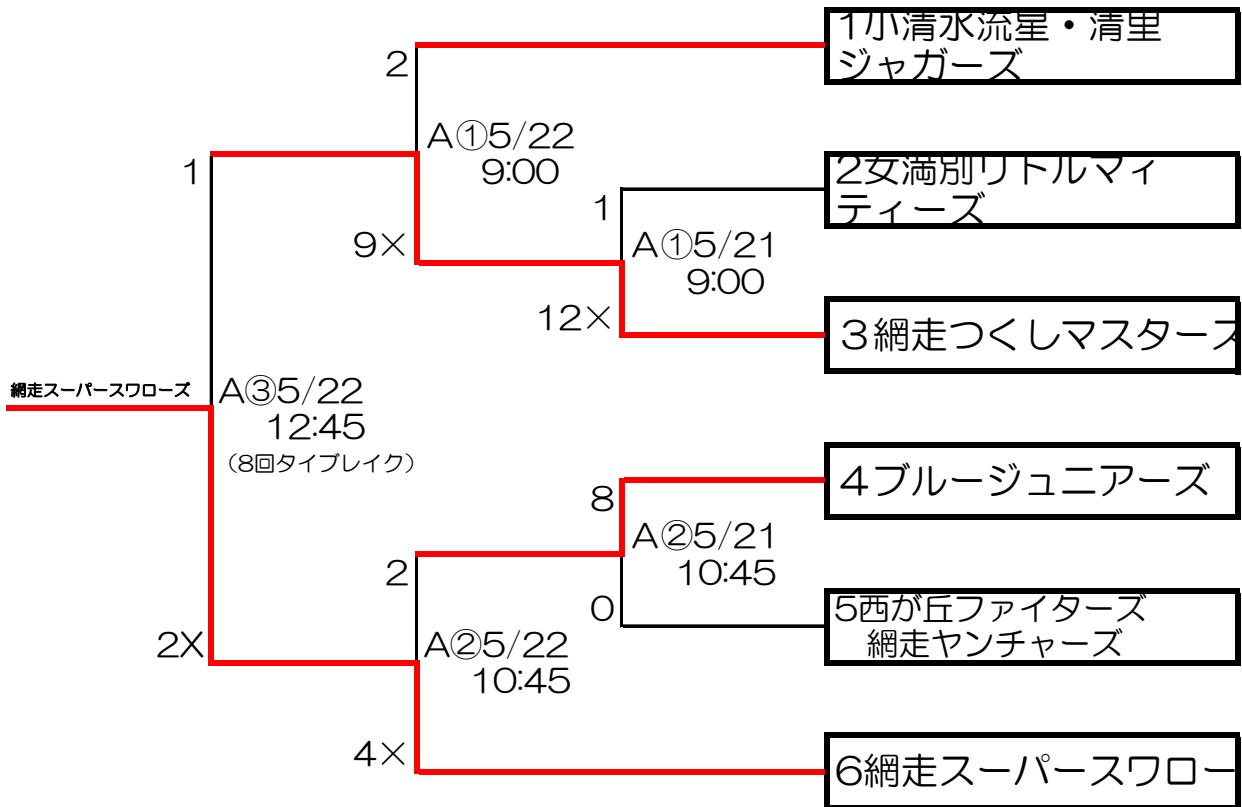 1小清水流星・清里
ジャガーズ
2
A①5/22
9:00
1
2女満別リトルマイ
ティーズ
1
9×
A①5/21
9:00
12×
3網走つくしマスターズ
網走スーパースワローズ
A③5/22
12:45
(8回タイブレイク)
4ブルージュニアーズ
8
A②5/21
10:45
2
0
5西が丘ファイターズ
網走ヤンチャーズ
2X
A②5/22
10:45
4×
6網走スーパースワロー